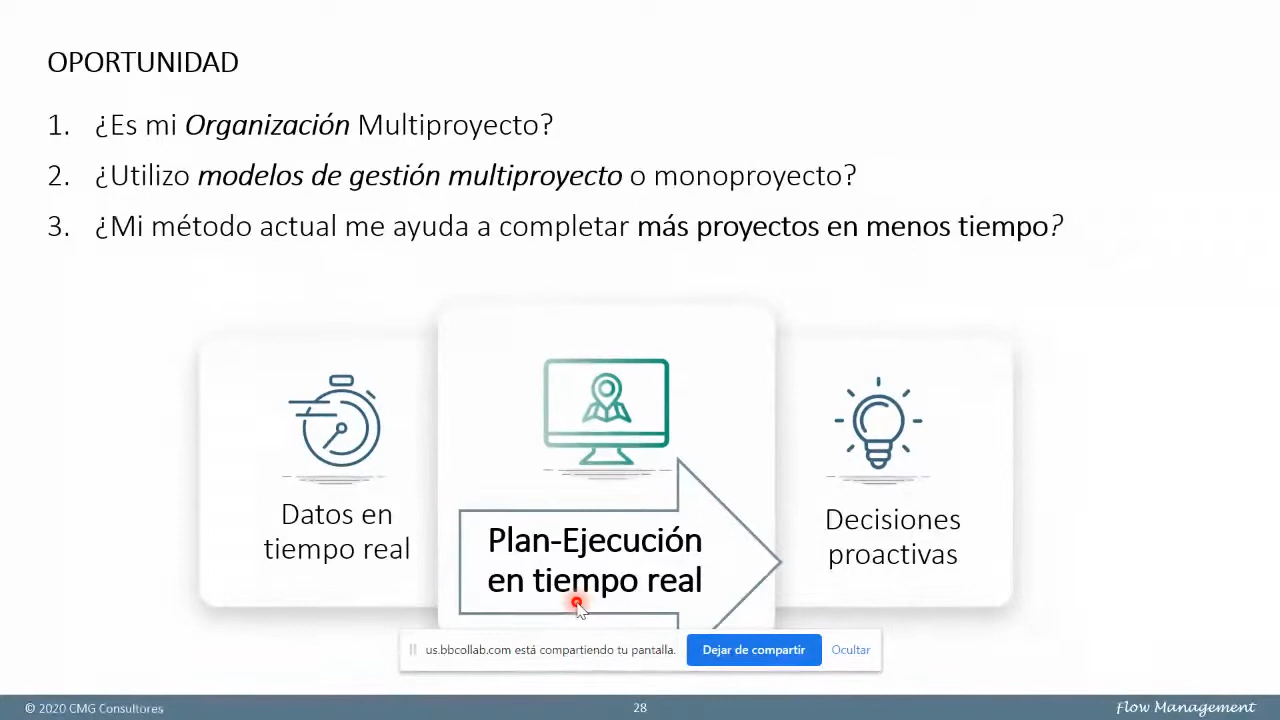 OPORTUNIDAD
1. ¿Es mi Organización Multiproyecto?
2. ¿Utilizo modelos de gestión multiproyecto o monoproyecto?
3. ¿Mi método actual me ayuda a completar más proyectos en menos tiempo?
Datos en
tiempo real
Plan-Ejecución
en tiempo real
Decisiones
proactivas
us.bbcollab.com está compartiendo tu pantalla.
Dejar de compartir
Ocultar
© 2020 CMG Consultores
28
Flow Management